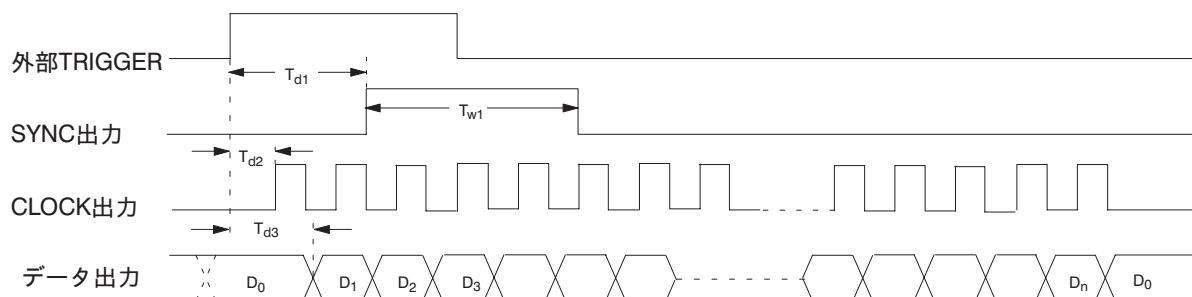 外部TRIGGER
Td1
Tw1
SYNC出力
Td2
CLOCK出力
Td3
データ出力
D0 D1 D2 D3 Dn D0